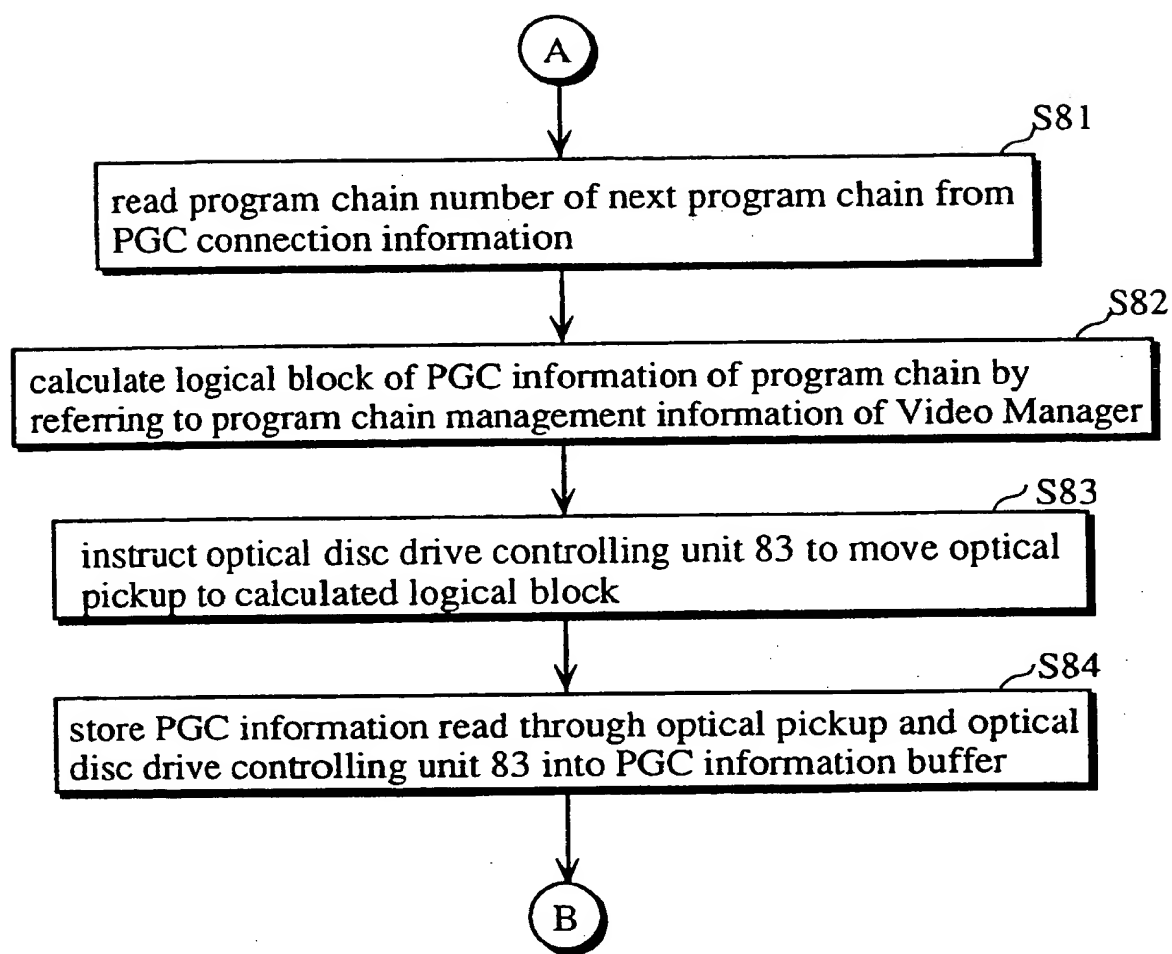 A
S81
read program chain number of next program chain from
PGC connection information
S82
calculate logical block of PGC information of program chain by
referring to program chain management information of Video Manager
S83
instruct optical disc drive controlling unit 83 to move optical
pickup to calculated logical block
S84
store PGC information read through optical pickup and optical
disc drive controlling unit 83 into PGC information buffer
B